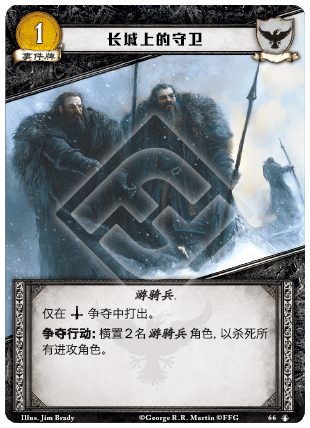 1
长城上的守卫
事件牌
游骑兵.
仅在 争夺中打出。
争夺行动: 横置2名 游骑兵 角色, 以杀死所
有进攻角色。
Illus. Jim Brady ©George R.R. Martin ©FFG 66